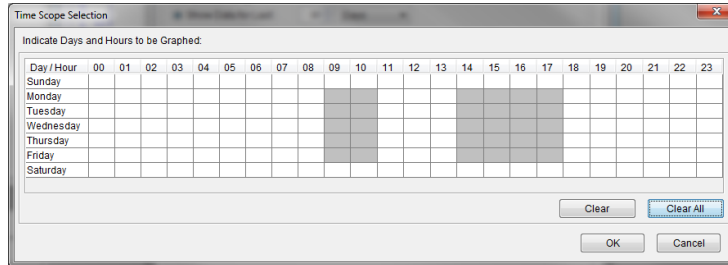 Time Scope Selection
Indicate Days and Hours to be Graphed:
Day / Hour 00 01 02 03 04 05 06 07 08 09 10 11 12 13 14 15 16 17 18 19 20 21 22 23
Sunday
Monday
Tuesday
Wednesday
Thursday
Friday
Saturday
Clear Clear All
OK Cancel